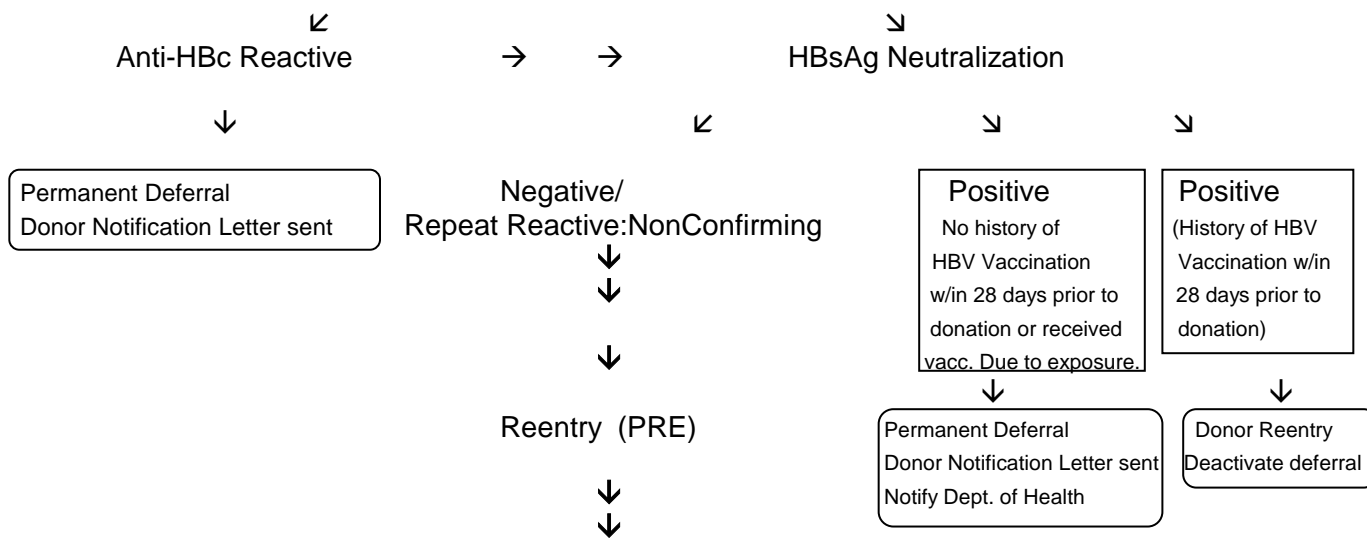 Anti-HBc Reactive → → HBsAg Neutralization
Permanent Deferral
Donor Notification Letter sent
Negative/
Repeat Reactive:NonConfirming
Positive
No history of
HBV Vaccination
w/in 28 days prior to
donation or received
vacc. Due to exposure.
Positive
(History of HBV
Vaccination w/in
28 days prior to
donation)
Reentry (PRE)
Permanent Deferral
Donor Notification Letter sent
Notify Dept. of Health
Donor Reentry
Deactivate deferral